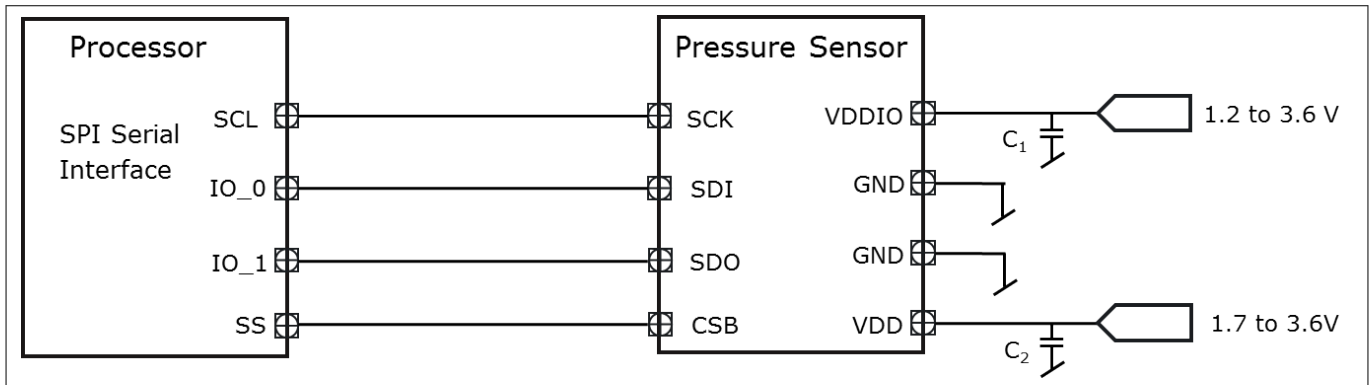 Processor
SPI Serial
Interface
SCL
IO_0
IO_1
SS
Pressure Sensor
SCK
SDI
SDO
CSB
VDDIO
GND
GND
VDD
C1
C2
1.2 to 3.6 V
1.7 to 3.6V